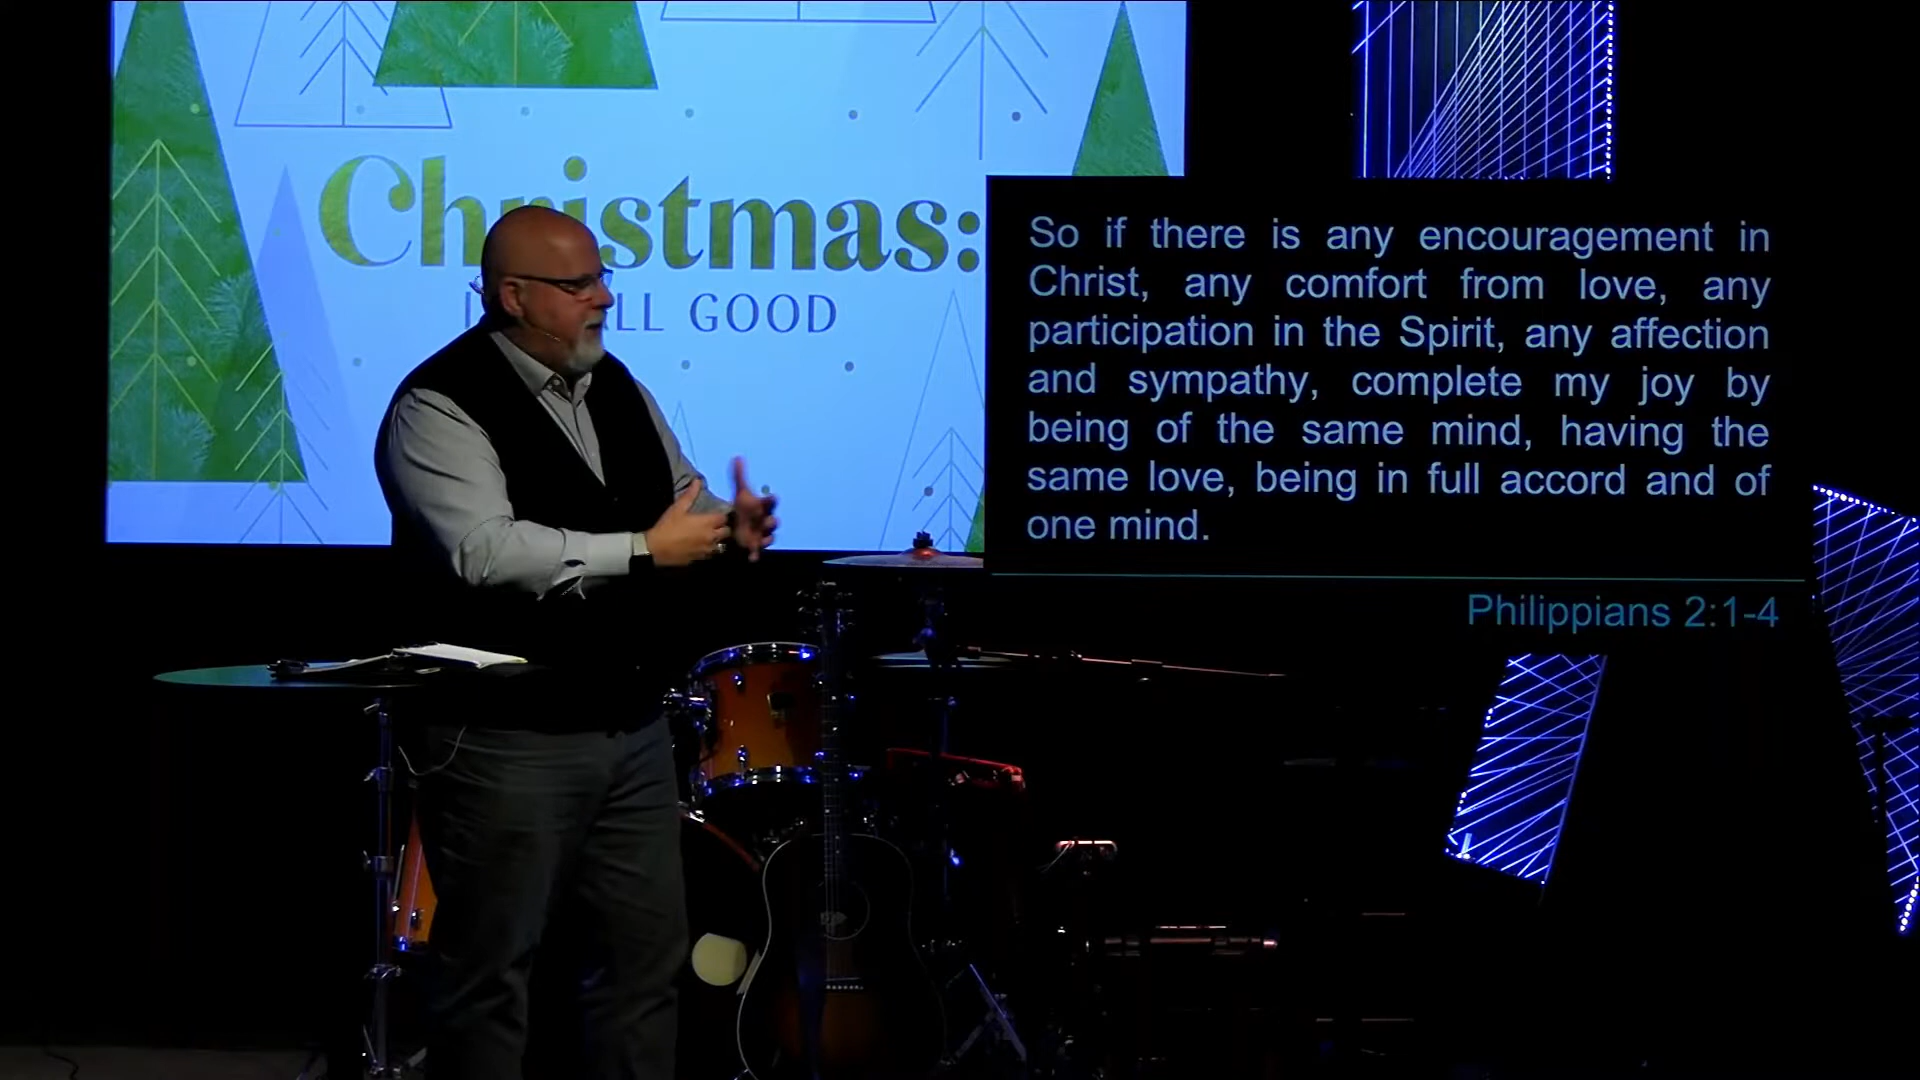 Christmas:
ALL GOOD
So if there is any encouragement in
Christ, any comfort from love, any
participation in the Spirit, any affection
and sympathy, complete my joy by
being of the same mind, having the
same love, being in full accord and of
one mind.
Philippians 2:1-4